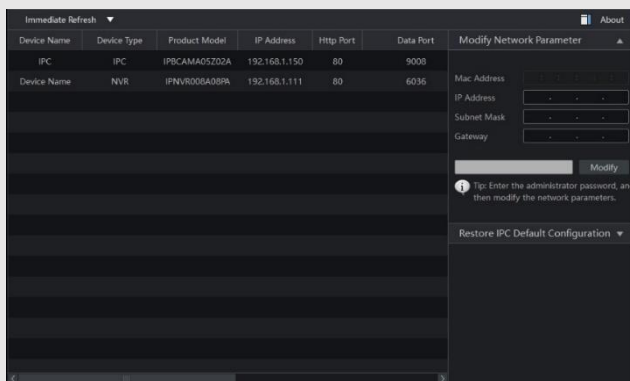 Immediate Refresh ▼ About
Device Name Device Type Product Model IP Address Http Port Data Port
IPC IPC IPBCAMA05Z02A 192.168.1.150 80 9008
Device Name NVR IPNVR008A08PA 192.168.1.111 80 6036
Modify Network Parameter ▲
Mac Address
IP Address
Subnet Mask
Gateway
Modify
Tip: Enter the administrator password, an
then modify the network parameters.
Restore IPC Default Configuration ▼